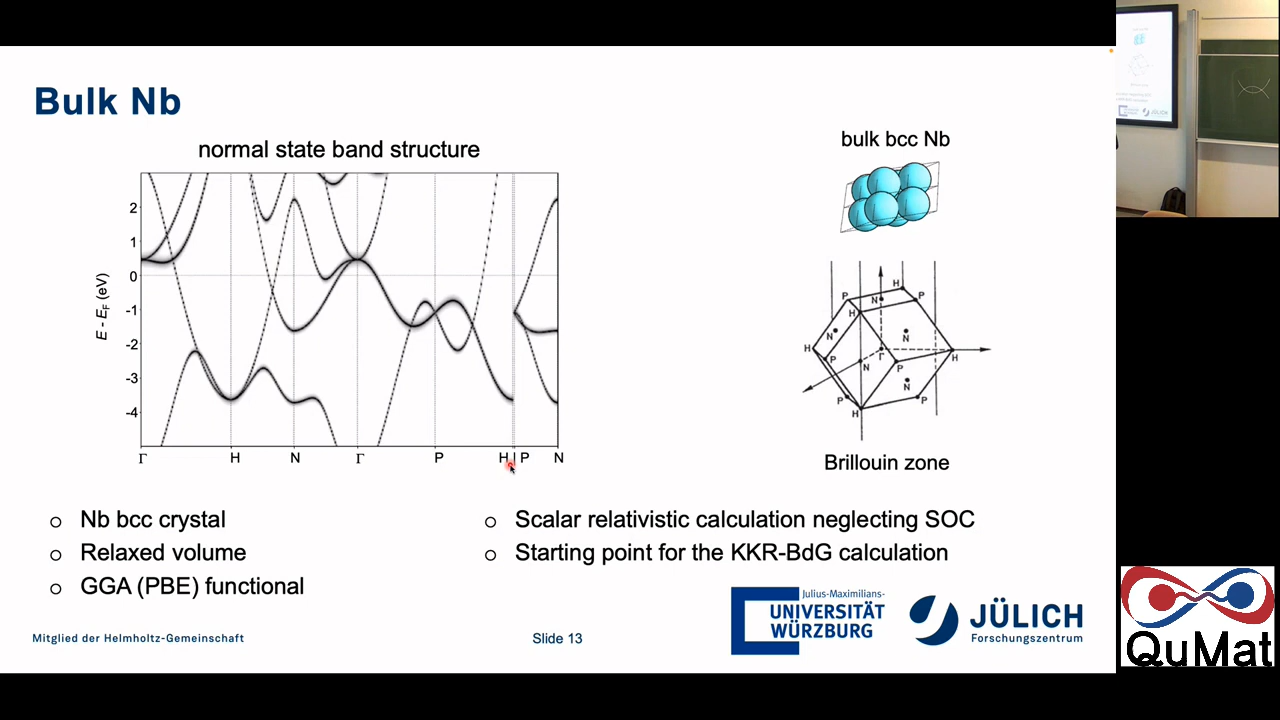 Bulk Nb
normal state band structure
E - E_F (eV)
2
1
0
-1
-2
-3
-4
Γ H N Γ P H P N
bulk bcc Nb
H
P N P
H
N N
H P Γ H
N P
N
P P
H
Brillouin zone
Nb bcc crystal
Relaxed volume
GGA (PBE) functional
Scalar relativistic calculation neglecting SOC
Starting point for the KKR-BdG calculation
Mitglied der Helmholtz-Gemeinschaft
Slide 13
Julius-Maximilians-
UNIVERSITÄT
WÜRZBURG
JÜLICH
Forschungszentrum
QuMat